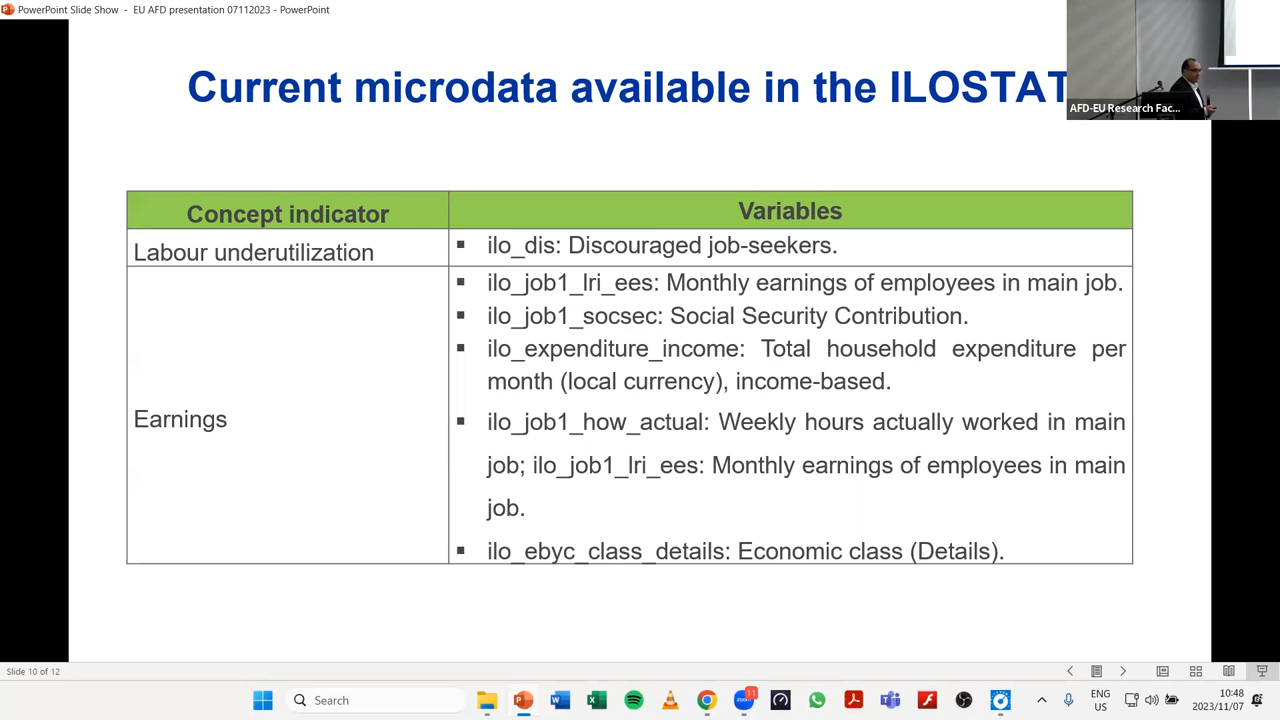 PowerPoint Slide Show - EU AFD presentation 07112023 - PowerPoint
Current microdata available in the ILOSTAT
AFD-EU Research Fac...
Concept indicator
Variables
Labour underutilization
▪ ilo_dis: Discouraged job-seekers.
Earnings
▪ ilo_job1_lri_ees: Monthly earnings of employees in main job.
▪ ilo_job1_socsec: Social Security Contribution.
▪ ilo_expenditure_income: Total household expenditure per
month (local currency), income-based.
▪ ilo_job1_how_actual: Weekly hours actually worked in main
job; ilo_job1_lri_ees: Monthly earnings of employees in main
job.
▪ ilo_ebyc_class_details: Economic class (Details).
Slide 10 of 12
Search
11
ENG
US
10:48
2023/11/07